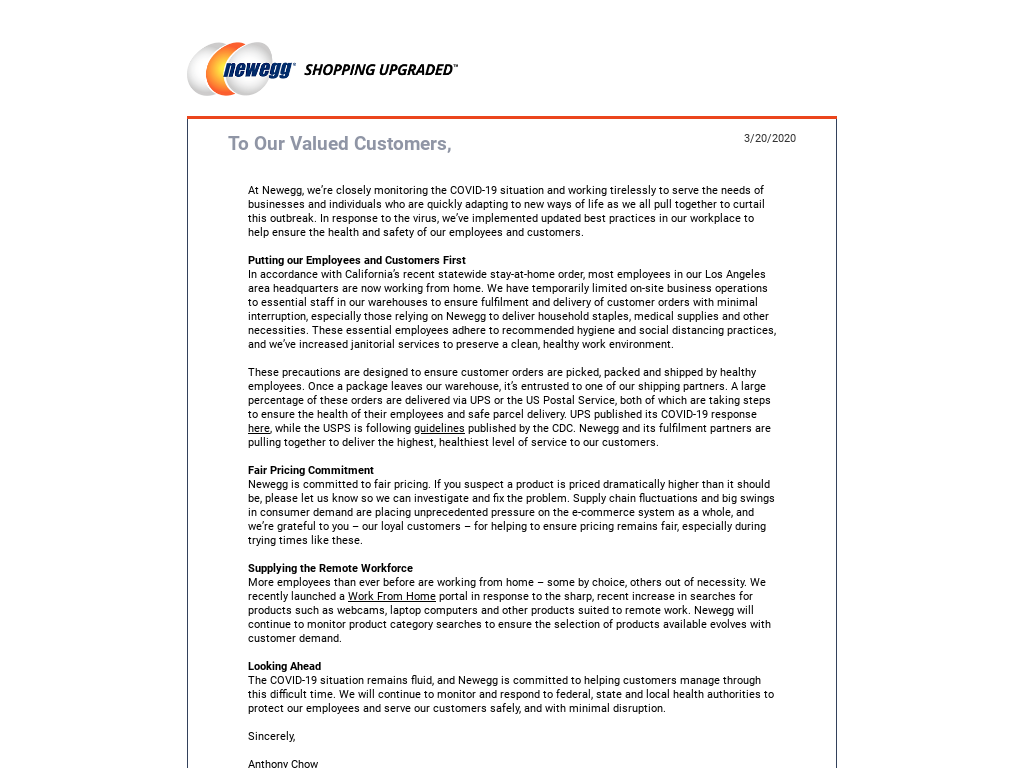 newegg
SHOPPING UPGRADED™
To Our Valued Customers,
3/20/2020
At Newegg, we’re closely monitoring the COVID-19 situation and working tirelessly to serve the needs of
businesses and individuals who are quickly adapting to new ways of life as we all pull together to curtail
this outbreak. In response to the virus, we’ve implemented updated best practices in our workplace to
help ensure the health and safety of our employees and customers.
Putting our Employees and Customers First
In accordance with California’s recent statewide stay-at-home order, most employees in our Los Angeles
area headquarters are now working from home. We have temporarily limited on-site business operations
to essential staff in our warehouses to ensure fulfilment and delivery of customer orders with minimal
interruption, especially those relying on Newegg to deliver household staples, medical supplies and other
necessities. These essential employees adhere to recommended hygiene and social distancing practices,
and we’ve increased janitorial services to preserve a clean, healthy work environment.
These precautions are designed to ensure customer orders are picked, packed and shipped by healthy
employees. Once a package leaves our warehouse, it’s entrusted to one of our shipping partners. A large
percentage of these orders are delivered via UPS or the US Postal Service, both of which are taking steps
to ensure the health of their employees and safe parcel delivery. UPS published its COVID-19 response
here, while the USPS is following guidelines published by the CDC. Newegg and its fulfilment partners are
pulling together to deliver the highest, healthiest level of service to our customers.
Fair Pricing Commitment
Newegg is committed to fair pricing. If you suspect a product is priced dramatically higher than it should
be, please let us know so we can investigate and fix the problem. Supply chain fluctuations and big swings
in consumer demand are placing unprecedented pressure on the e-commerce system as a whole, and
we’re grateful to you – our loyal customers – for helping to ensure pricing remains fair, especially during
trying times like these.
Supplying the Remote Workforce
More employees than ever before are working from home – some by choice, others out of necessity. We
recently launched a Work From Home portal in response to the sharp, recent increase in searches for
products such as webcams, laptop computers and other products suited to remote work. Newegg will
continue to monitor product category searches to ensure the selection of products available evolves with
customer demand.
Looking Ahead
The COVID-19 situation remains fluid, and Newegg is committed to helping customers manage through
this difficult time. We will continue to monitor and respond to federal, state and local health authorities to
protect our employees and serve our customers safely, and with minimal disruption.
Sincerely,
Anthony Chow